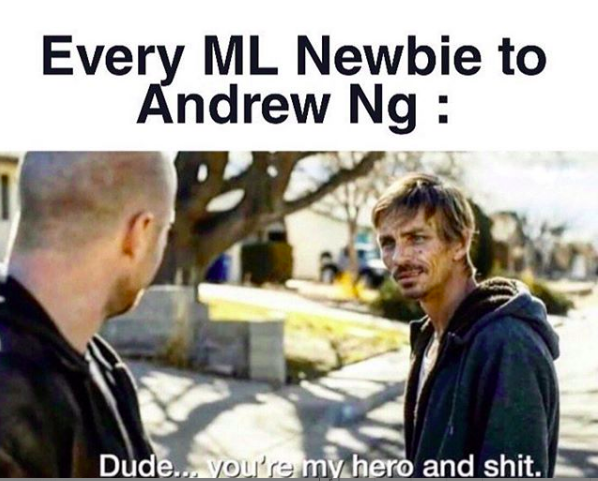 Every ML Newbie to
Andrew Ng :
Dude... you're my hero and shit.